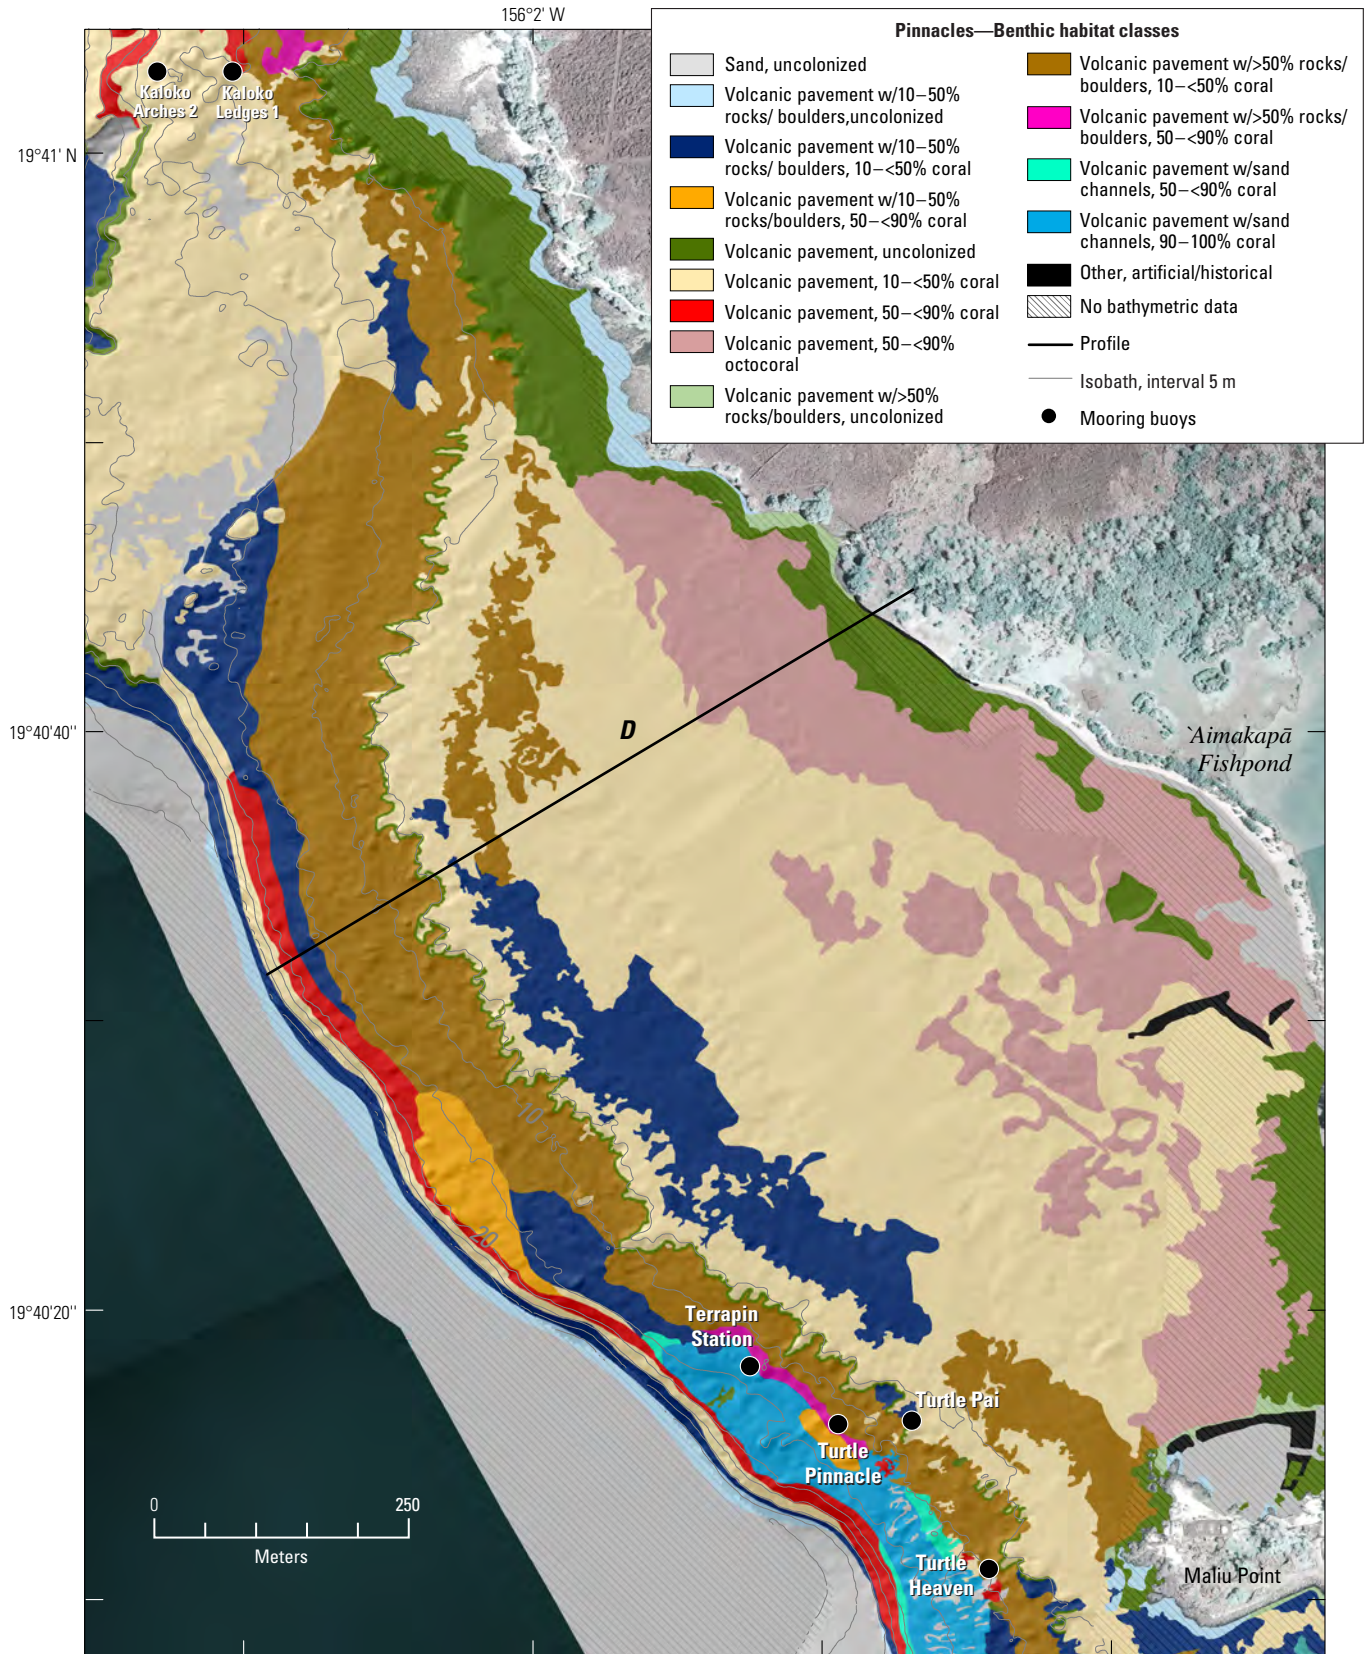 156°2' W
Pinnacles—Benthic habitat classes
Sand, uncolonized
Volcanic pavement w/10–50%
rocks/ boulders,uncolonized
Volcanic pavement w/10–50%
rocks/ boulders, 10–<50% coral
Volcanic pavement w/10–50%
rocks/boulders, 50–<90% coral
Volcanic pavement, uncolonized
Volcanic pavement, 10–<50% coral
Volcanic pavement, 50–<90% coral
Volcanic pavement, 50–<90%
octocoral
Volcanic pavement w/>50%
rocks/boulders, uncolonized
Volcanic pavement w/>50% rocks/
boulders, 10–<50% coral
Volcanic pavement w/>50% rocks/
boulders, 50–<90% coral
Volcanic pavement w/sand
channels, 50–<90% coral
Volcanic pavement w/sand
channels, 90–100% coral
Other, artificial/historical
No bathymetric data
Profile
Isobath, interval 5 m
Mooring buoys
Kaloko
Arches 2
Kaloko
Ledges 1
19°41' N
D
19°40'40''
`Aimakapā
Fishpond
10
20
19°40'20''
Terrapin
Station
Turtle Pai
Turtle
Pinnacle
0 250
Meters
Turtle
Heaven
Maliu Point